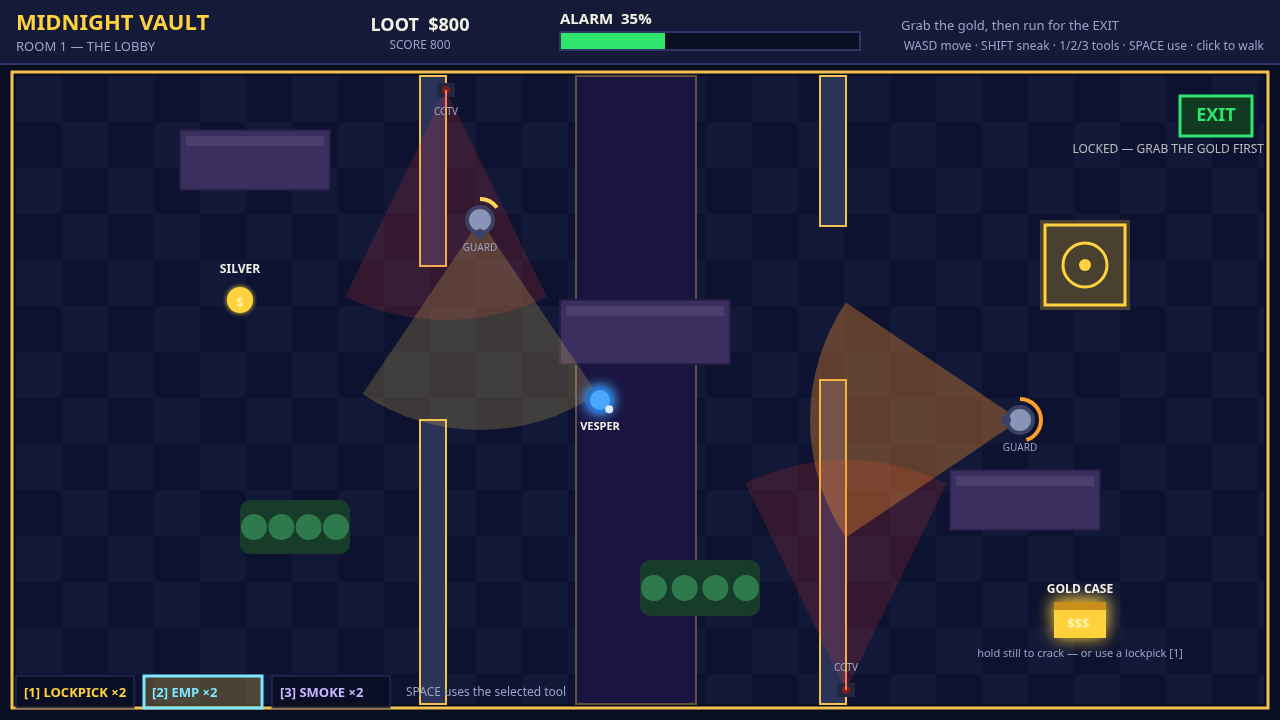 MIDNIGHT VAULT
ROOM 1 — THE LOBBY
LOOT $800
SCORE 800
ALARM 35%
Grab the gold, then run for the EXIT
WASD move · SHIFT sneak · 1/2/3 tools · SPACE use · click to walk
CCTV
EXIT
LOCKED — GRAB THE GOLD FIRST
GUARD
SILVER
$
VESPER
GUARD
GOLD CASE
$$$
hold still to crack — or use a lockpick [1]
CCTV
[1] LOCKPICK ×2
[2] EMP ×2
[3] SMOKE ×2
SPACE uses the selected tool